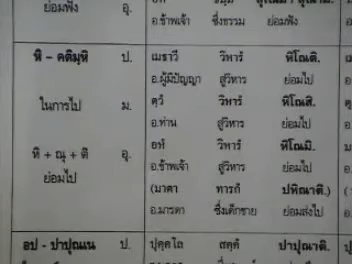 ย่อมฟัง อุ.
อ.ข้าพเจ้า ซึ่งธรรม ย่อมฟัง
หิ – คติมฺหิ ป. เมธาวี วิหารํ หิโณติ.
อ.ผู้มีปัญญา สู่วิหาร ย่อมไป
ในการไป ม. ตฺวํ วิหารํ หิโณสิ.
อ.ท่าน สู่วิหาร ย่อมไป
หิ + ณุ + ติ อุ. อหํ วิหารํ หิโณมิ.
ย่อมไป อ.ข้าพเจ้า สู่วิหาร ย่อมไป
(มาตา ทารกํ ปหิณาติ.)
อ.มารดา ซึ่งเด็กชาย ย่อมส่งไป
อป - ปาปุณเน ป. ปุคฺคโล สคฺคํ ปาปุณาติ.